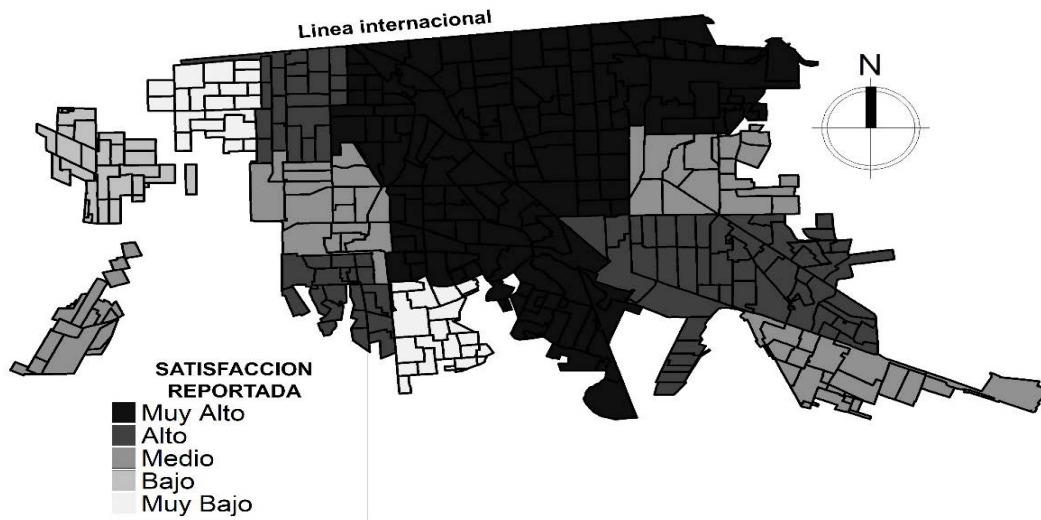 Linea internacional
N
SATISFACCION
REPORTADA
Muy Alto
Alto
Medio
Bajo
Muy Bajo